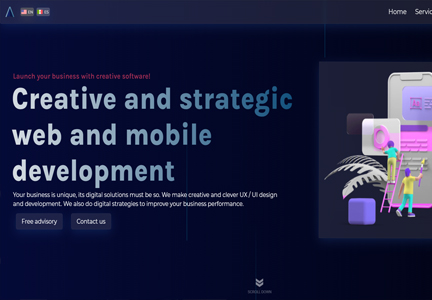 EN
ES
Home
Servic
Launch your business with creative software!
Creative and strategic
web and mobile
development
Your business is unique, its digital solutions must be so. We make creative and clever UX / UI design
and development. We also do digital strategies to improve your business performance.
Free advisory
Contact us
SCROLL DOWN